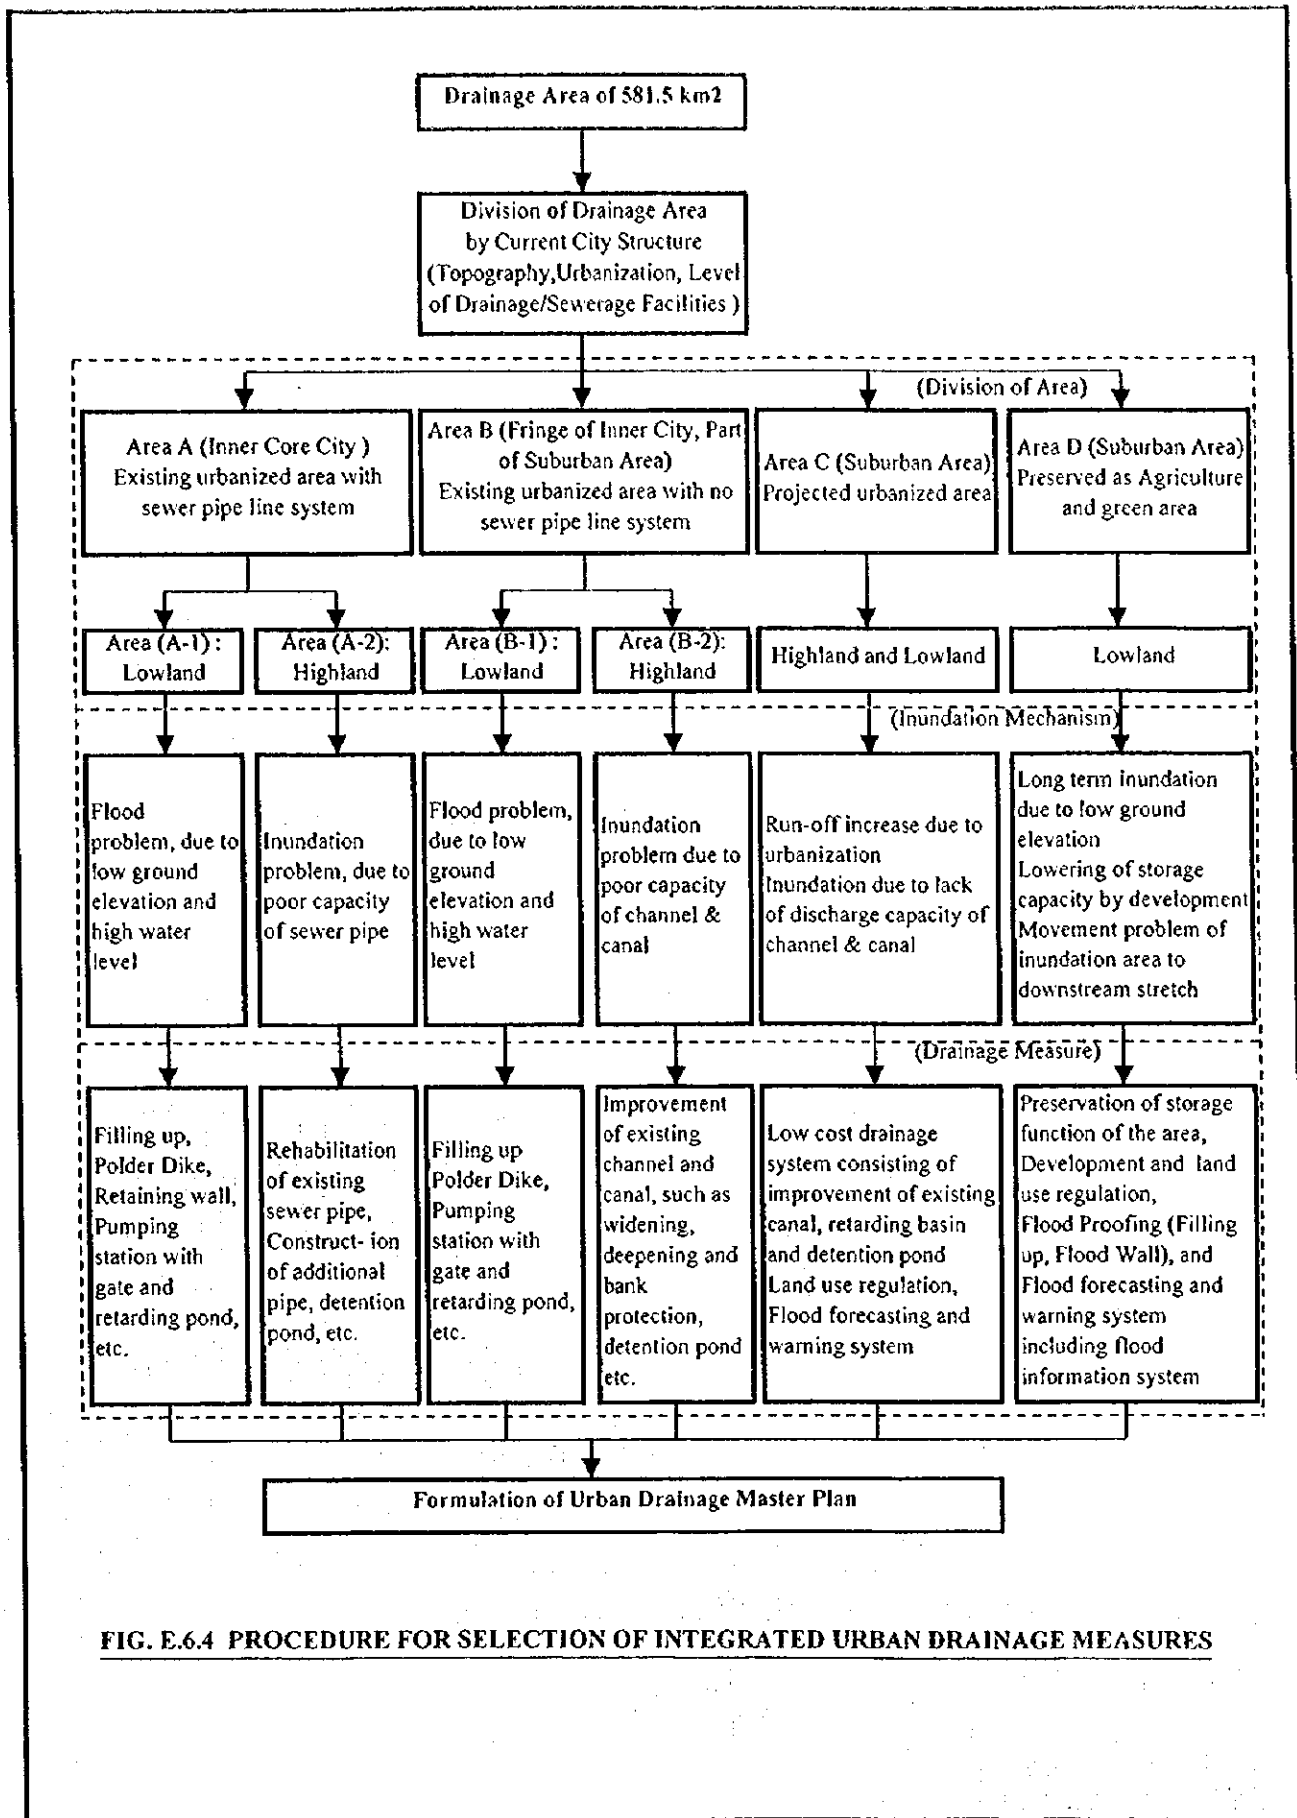 Drainage Area of 581.5 km2
Division of Drainage Area
by Current City Structure
(Topography,Urbanization, Level
of Drainage/Sewerage Facilities )
(Division of Area)
Area A (Inner Core City )
Existing urbanized area with
sewer pipe line system
Area B (Fringe of Inner City, Part
of Suburban Area)
Existing urbanized area with no
sewer pipe line system
Area C (Suburban Area)
Projected urbanized area
Area D (Suburban Area)
Preserved as Agriculture
and green area
Area (A-1) :
Lowland
Area (A-2):
Highland
Area (B-1) :
Lowland
Area (B-2):
Highland
Highland and Lowland
Lowland
(Inundation Mechanism)
Flood
problem, due to
low ground
elevation and
high water
level
Inundation
problem, due to
poor capacity
of sewer pipe
Flood problem,
due to low
ground
elevation and
high water
level
Inundation
problem due to
poor capacity
of channel &
canal
Run-off increase due to
urbanization
Inundation due to lack
of discharge capacity of
channel & canal
Long term inundation
due to low ground
elevation
Lowering of storage
capacity by development
Movement problem of
inundation area to
downstream stretch
(Drainage Measure)
Filling up,
Polder Dike,
Retaining wall,
Pumping
station with
gate and
retarding pond,
etc.
Rehabilitation
of existing
sewer pipe,
Construct- ion
of additional
pipe, detention
pond, etc.
Filling up
Polder Dike,
Pumping
station with
gate and
retarding pond,
etc.
Improvement
of existing
channel and
canal, such as
widening,
deepening and
bank
protection,
detention pond
etc.
Low cost drainage
system consisting of
improvement of existing
canal, retarding basin
and detention pond
Land use regulation,
Flood forecasting and
warning system
Preservation of storage
function of the area,
Development and land
use regulation,
Flood Proofing (Filling
up, Flood Wall), and
Flood forecasting and
warning system
including flood
information system
Formulation of Urban Drainage Master Plan
FIG. E.6.4 PROCEDURE FOR SELECTION OF INTEGRATED URBAN DRAINAGE MEASURES